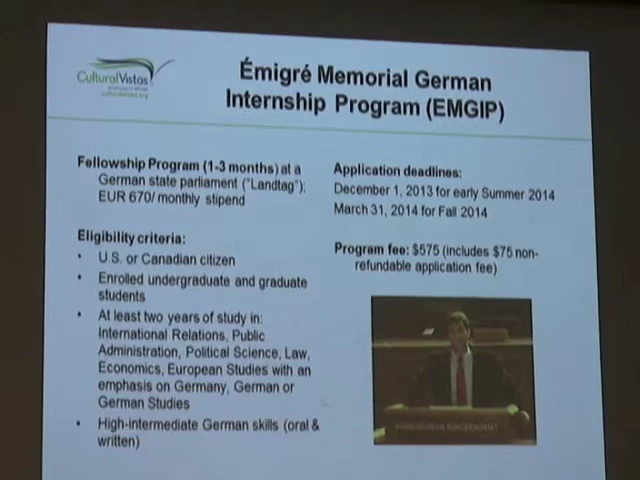 CulturalVistas
Émigré Memorial German
Internship Program (EMGIP)
Fellowship Program (1-3 months) at a
German state parliament ("Landtag");
EUR 670/ monthly stipend
Eligibility criteria:
• U.S. or Canadian citizen
• Enrolled undergraduate and graduate
students
• At least two years of study in:
International Relations, Public
Administration, Political Science, Law,
Economics, European Studies with an
emphasis on Germany, German or
German Studies
• High-intermediate German skills (oral &
written)
Application deadlines:
December 1, 2013 for early Summer 2014
March 31, 2014 for Fall 2014
Program fee: $575 (includes $75 non-
refundable application fee)